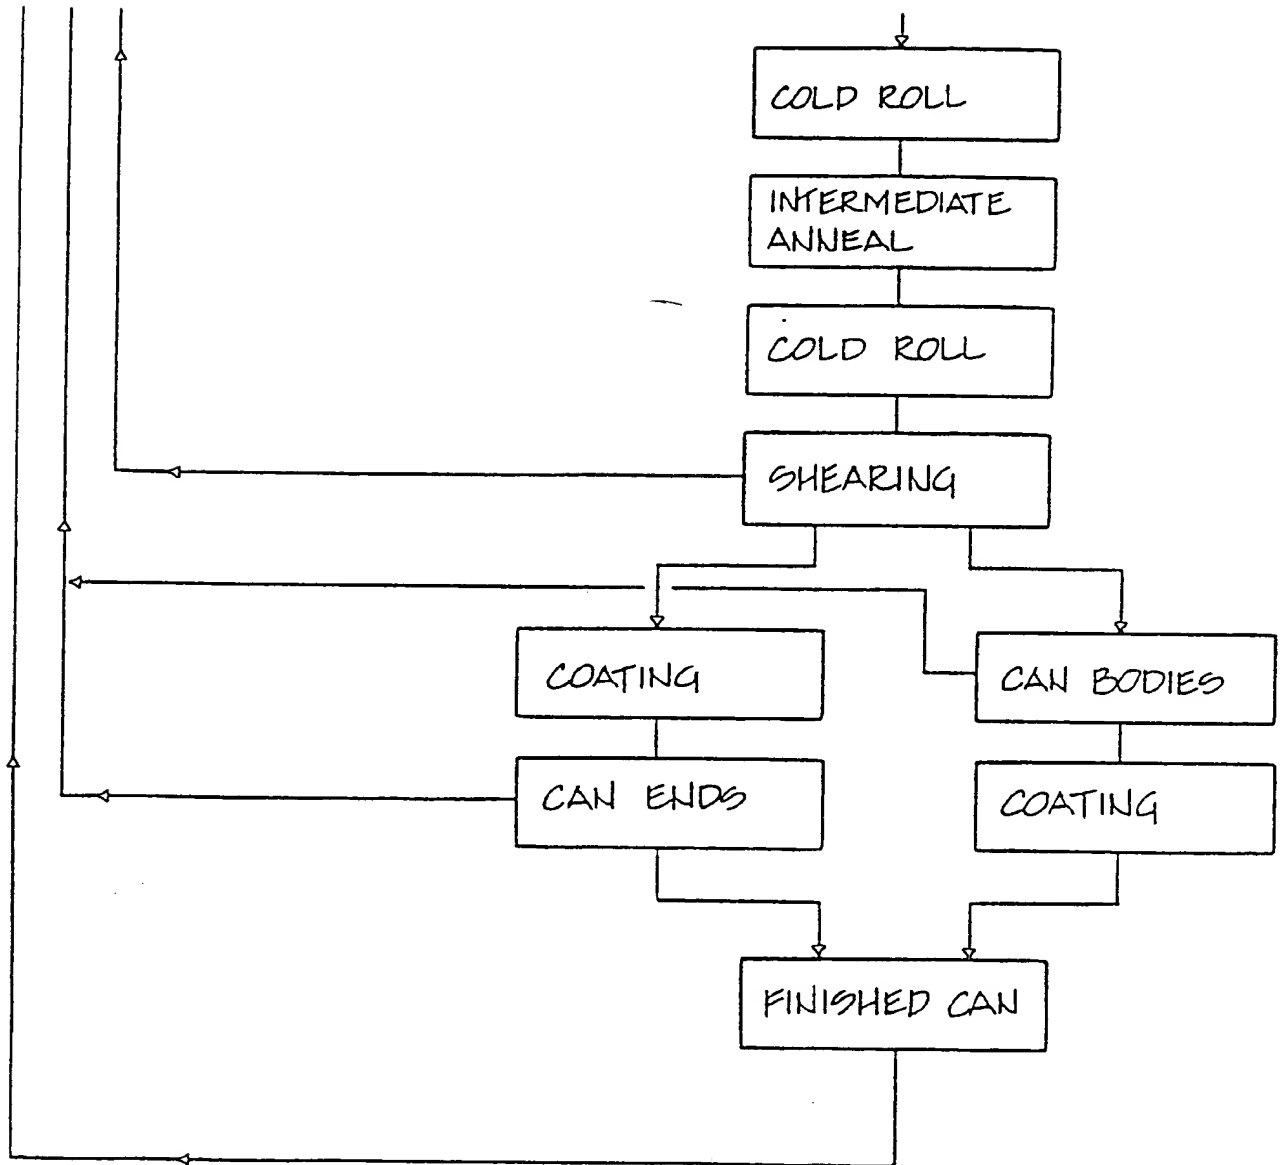 COLD ROLL
INTERMEDIATE
ANNEAL
COLD ROLL
SHEARING
COATING
CAN BODIES
CAN ENDS
COATING
FINISHED CAN